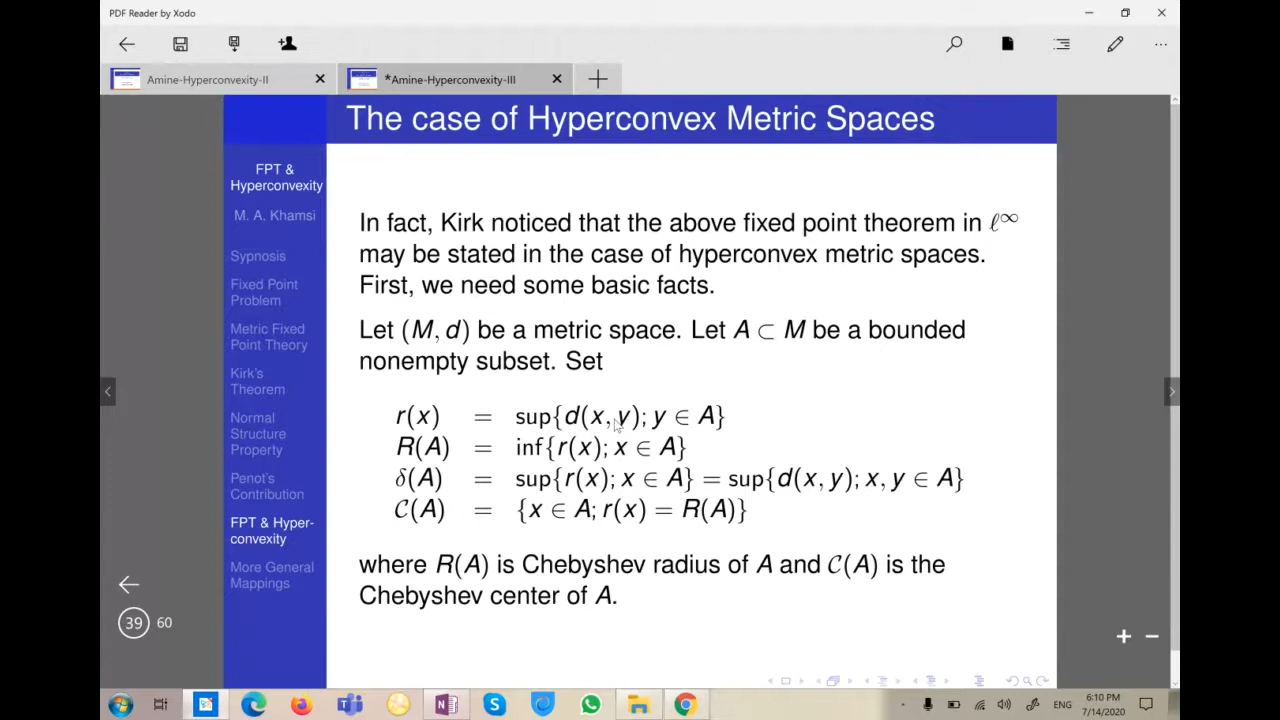 PDF Reader by Xodo
Amine-Hyperconvexity-II
*Amine-Hyperconvexity-III
The case of Hyperconvex Metric Spaces
FPT &
Hyperconvexity
M. A. Khamsi
Sypnosis
Fixed Point
Problem
Metric Fixed
Point Theory
Kirk's
Theorem
Normal
Structure
Property
Penot's
Contribution
FPT & Hyper-
convexity
More General
Mappings
39 60
In fact, Kirk noticed that the above fixed point theorem in ℓ∞
may be stated in the case of hyperconvex metric spaces.
First, we need some basic facts.
Let (M, d) be a metric space. Let A ⊂ M be a bounded
nonempty subset. Set
r(x) = sup{d(x, y); y ∈ A}
R(A) = inf{r(x); x ∈ A}
δ(A) = sup{r(x); x ∈ A} = sup{d(x, y); x, y ∈ A}
C(A) = {x ∈ A; r(x) = R(A)}
where R(A) is Chebyshev radius of A and C(A) is the
Chebyshev center of A.
ENG
6:10 PM
7/14/2020